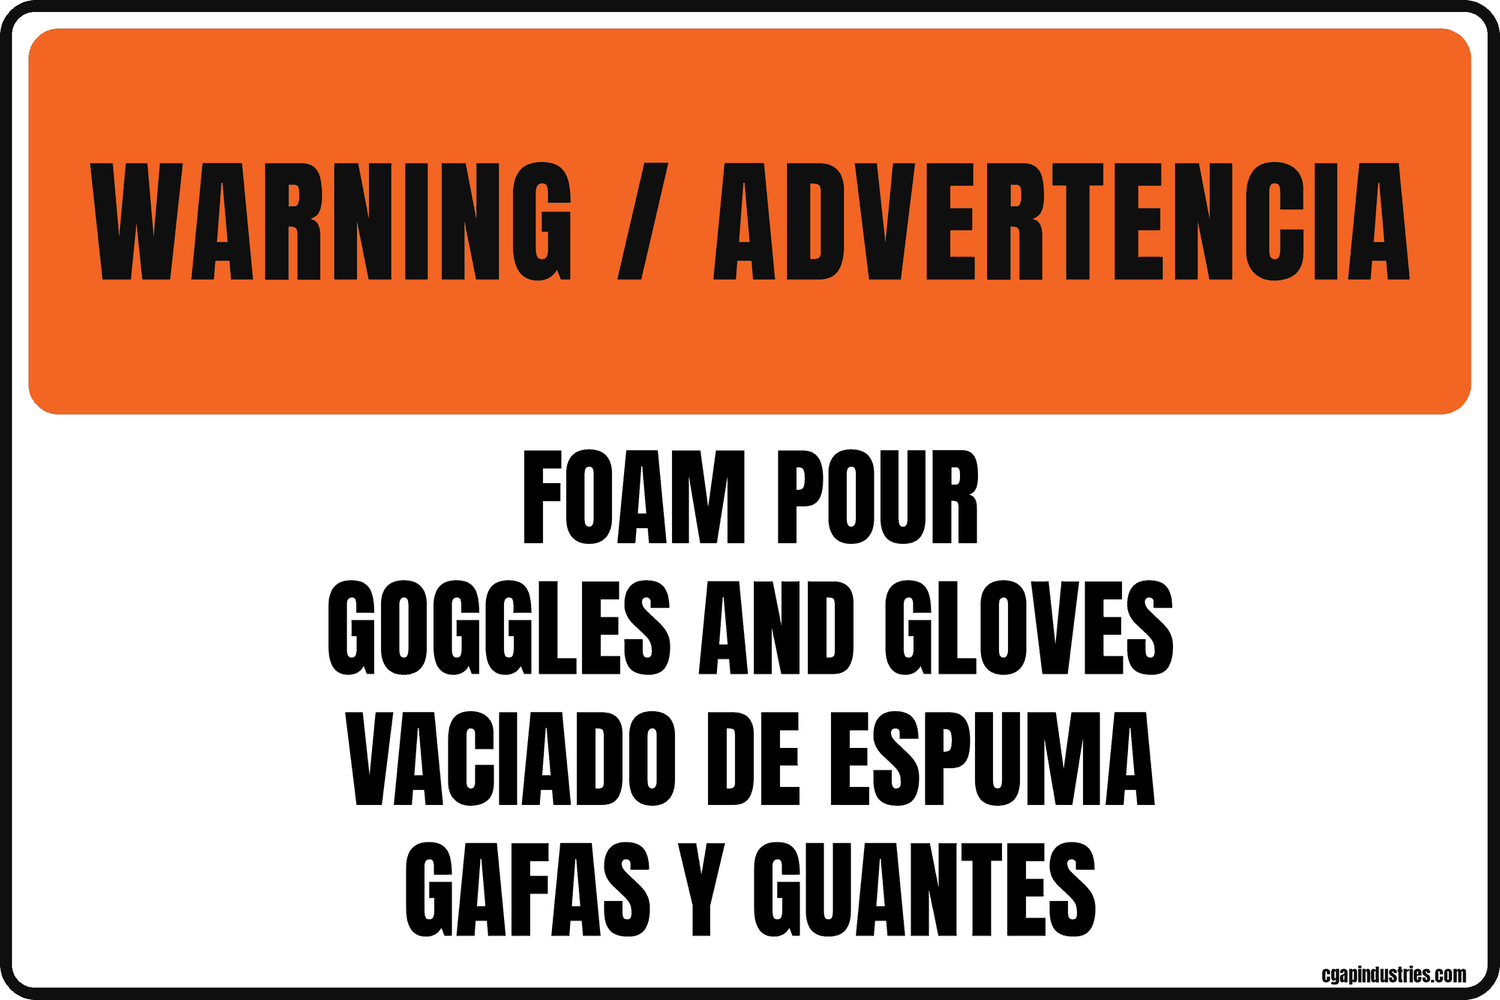 WARNING / ADVERTENCIA
FOAM POUR
GOGGLES AND GLOVES
VACIADO DE ESPUMA
GAFAS Y GUANTES
cgapindustries.com